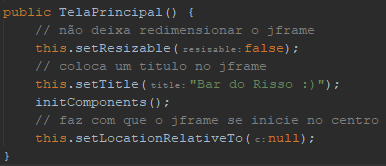 public TelaPrincipal() {
// não deixa redimensionar o jframe
this.setResizable( resizable: false);
// coloca um titulo no jframe
this.setTitle( title: "Bar do Risso :)");
initComponents();
// faz com que o jframe se inicie no centro
this.setLocationRelativeTo( c: null);
}